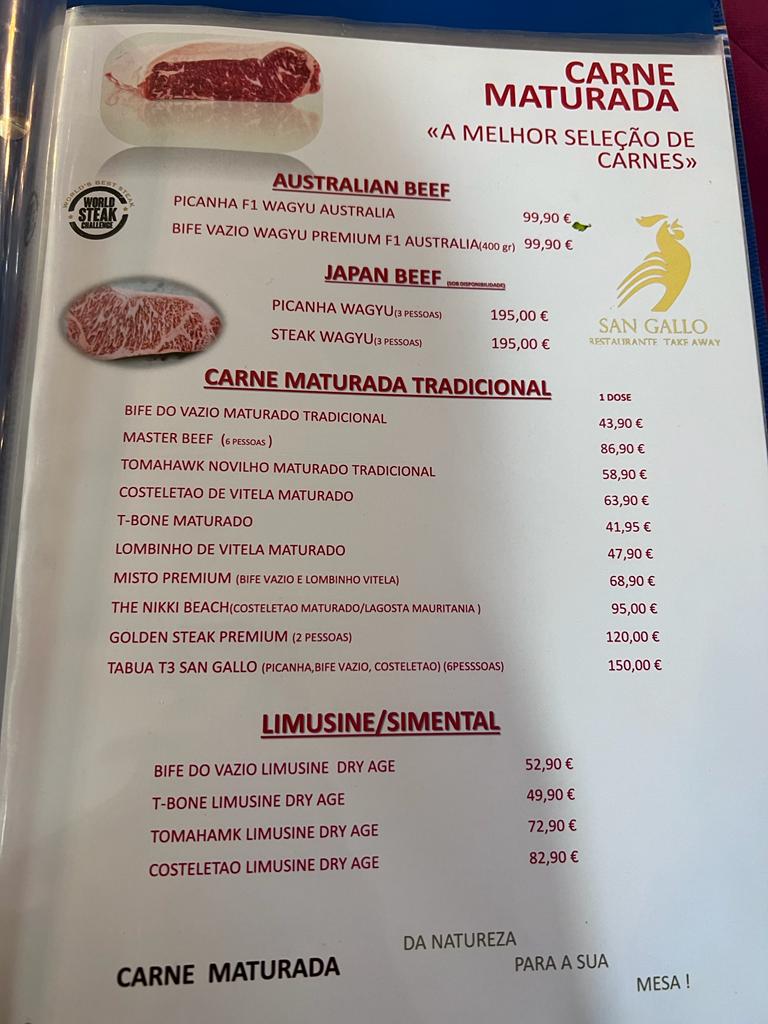 CARNE
MATURADA
«A MELHOR SELEÇÃO DE
CARNES»
WORLD'S BEST STEAK
WORLD
STEAK
CHALLENGE
AUSTRALIAN BEEF
PICANHA F1 WAGYU AUSTRALIA 99,90 €
BIFE VAZIO WAGYU PREMIUM F1 AUSTRALIA(400 gr) 99,90 €
JAPAN BEEF (SOB DISPONIBILIDADE)
PICANHA WAGYU(3 PESSOAS) 195,00 €
STEAK WAGYU(3 PESSOAS) 195,00 €
SAN GALLO
RESTAURANTE TAKE AWAY
CARNE MATURADA TRADICIONAL 1 DOSE
BIFE DO VAZIO MATURADO TRADICIONAL 43,90 €
MASTER BEEF (6 PESSOAS ) 86,90 €
TOMAHAWK NOVILHO MATURADO TRADICIONAL 58,90 €
COSTELETAO DE VITELA MATURADO 63,90 €
T-BONE MATURADO 41,95 €
LOMBINHO DE VITELA MATURADO 47,90 €
MISTO PREMIUM (BIFE VAZIO E LOMBINHO VITELA) 68,90 €
THE NIKKI BEACH(COSTELETAO MATURADO/LAGOSTA MAURITANIA ) 95,00 €
GOLDEN STEAK PREMIUM (2 PESSOAS) 120,00 €
TABUA T3 SAN GALLO (PICANHA,BIFE VAZIO, COSTELETAO) (6PESSSOAS) 150,00 €
LIMUSINE/SIMENTAL
BIFE DO VAZIO LIMUSINE DRY AGE 52,90 €
T-BONE LIMUSINE DRY AGE 49,90 €
TOMAHAMK LIMUSINE DRY AGE 72,90 €
COSTELETAO LIMUSINE DRY AGE 82,90 €
CARNE MATURADA DA NATUREZA
PARA A SUA
MESA !